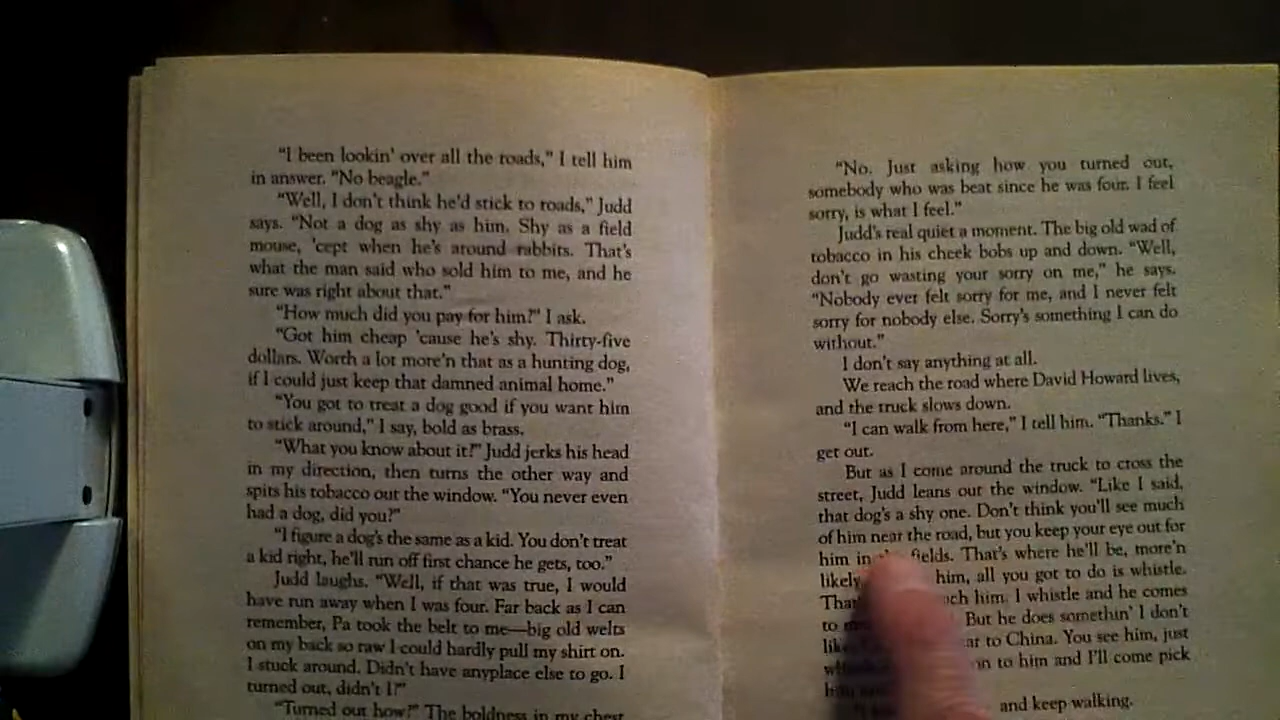 "I been lookin' over all the roads," I tell him
in answer. "No beagle."
"Well, I don't think he'd stick to roads," Judd
says. "Not a dog as shy as him. Shy as a field
mouse, 'cept when he's around rabbits. That's
what the man said who sold him to me, and he
sure was right about that."
"How much did you pay for him?" I ask.
"Got him cheap 'cause he's shy. Thirty-five
dollars. Worth a lot more'n that as a hunting dog,
if I could just keep that damned animal home."
"You got to treat a dog good if you want him
to stick around," I say, bold as brass.
"What you know about it?" Judd jerks his head
in my direction, then turns the other way and
spits his tobacco out the window. "You never even
had a dog, did you?"
"I figure a dog's the same as a kid. You don't treat
a kid right, he'll run off first chance he gets, too."
Judd laughs. "Well, if that was true, I would
have run away when I was four. Far back as I can
remember, Pa took the belt to me—big old welts
on my back so raw I could hardly pull my shirt on.
I stuck around. Didn't have anyplace else to go. I
turned out, didn't I?"
"Turned out how?" The boldness in my chest
"No. Just asking how you turned out,
somebody who was beat since he was four. I feel
sorry, is what I feel."
Judd's real quiet a moment. The big old wad of
tobacco in his cheek bobs up and down. "Well,
don't go wasting your sorry on me," he says.
"Nobody ever felt sorry for me, and I never felt
sorry for nobody else. Sorry's something I can do
without."
I don't say anything at all.
We reach the road where David Howard lives,
and the truck slows down.
"I can walk from here," I tell him. "Thanks." I
get out.
But as I come around the truck to cross the
street, Judd leans out the window. "Like I said,
that dog's a shy one. Don't think you'll see much
of him near the road, but you keep your eye out for
him in fields. That's where he'll be, more'n
likely him, all you got to do is whistle.
him. I whistle and he comes
to But he does somethin' I don't
to China. You see him, just
to him and I'll come pick
and keep walking.